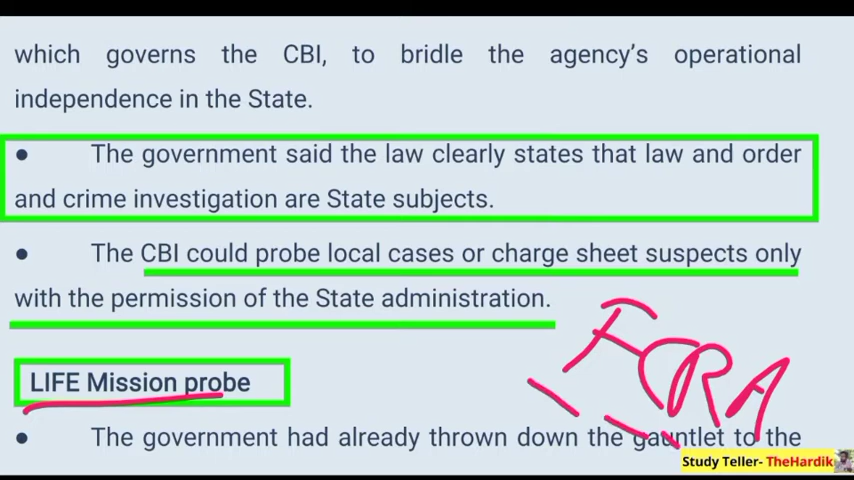 which governs the CBI, to bridle the agency's operational
independence in the State.
● The government said the law clearly states that law and order
and crime investigation are State subjects.
● The CBI could probe local cases or charge sheet suspects only
with the permission of the State administration.
FCRA
LIFE Mission probe
● The government had already thrown down the gauntlet to the
Study Teller- TheHardik